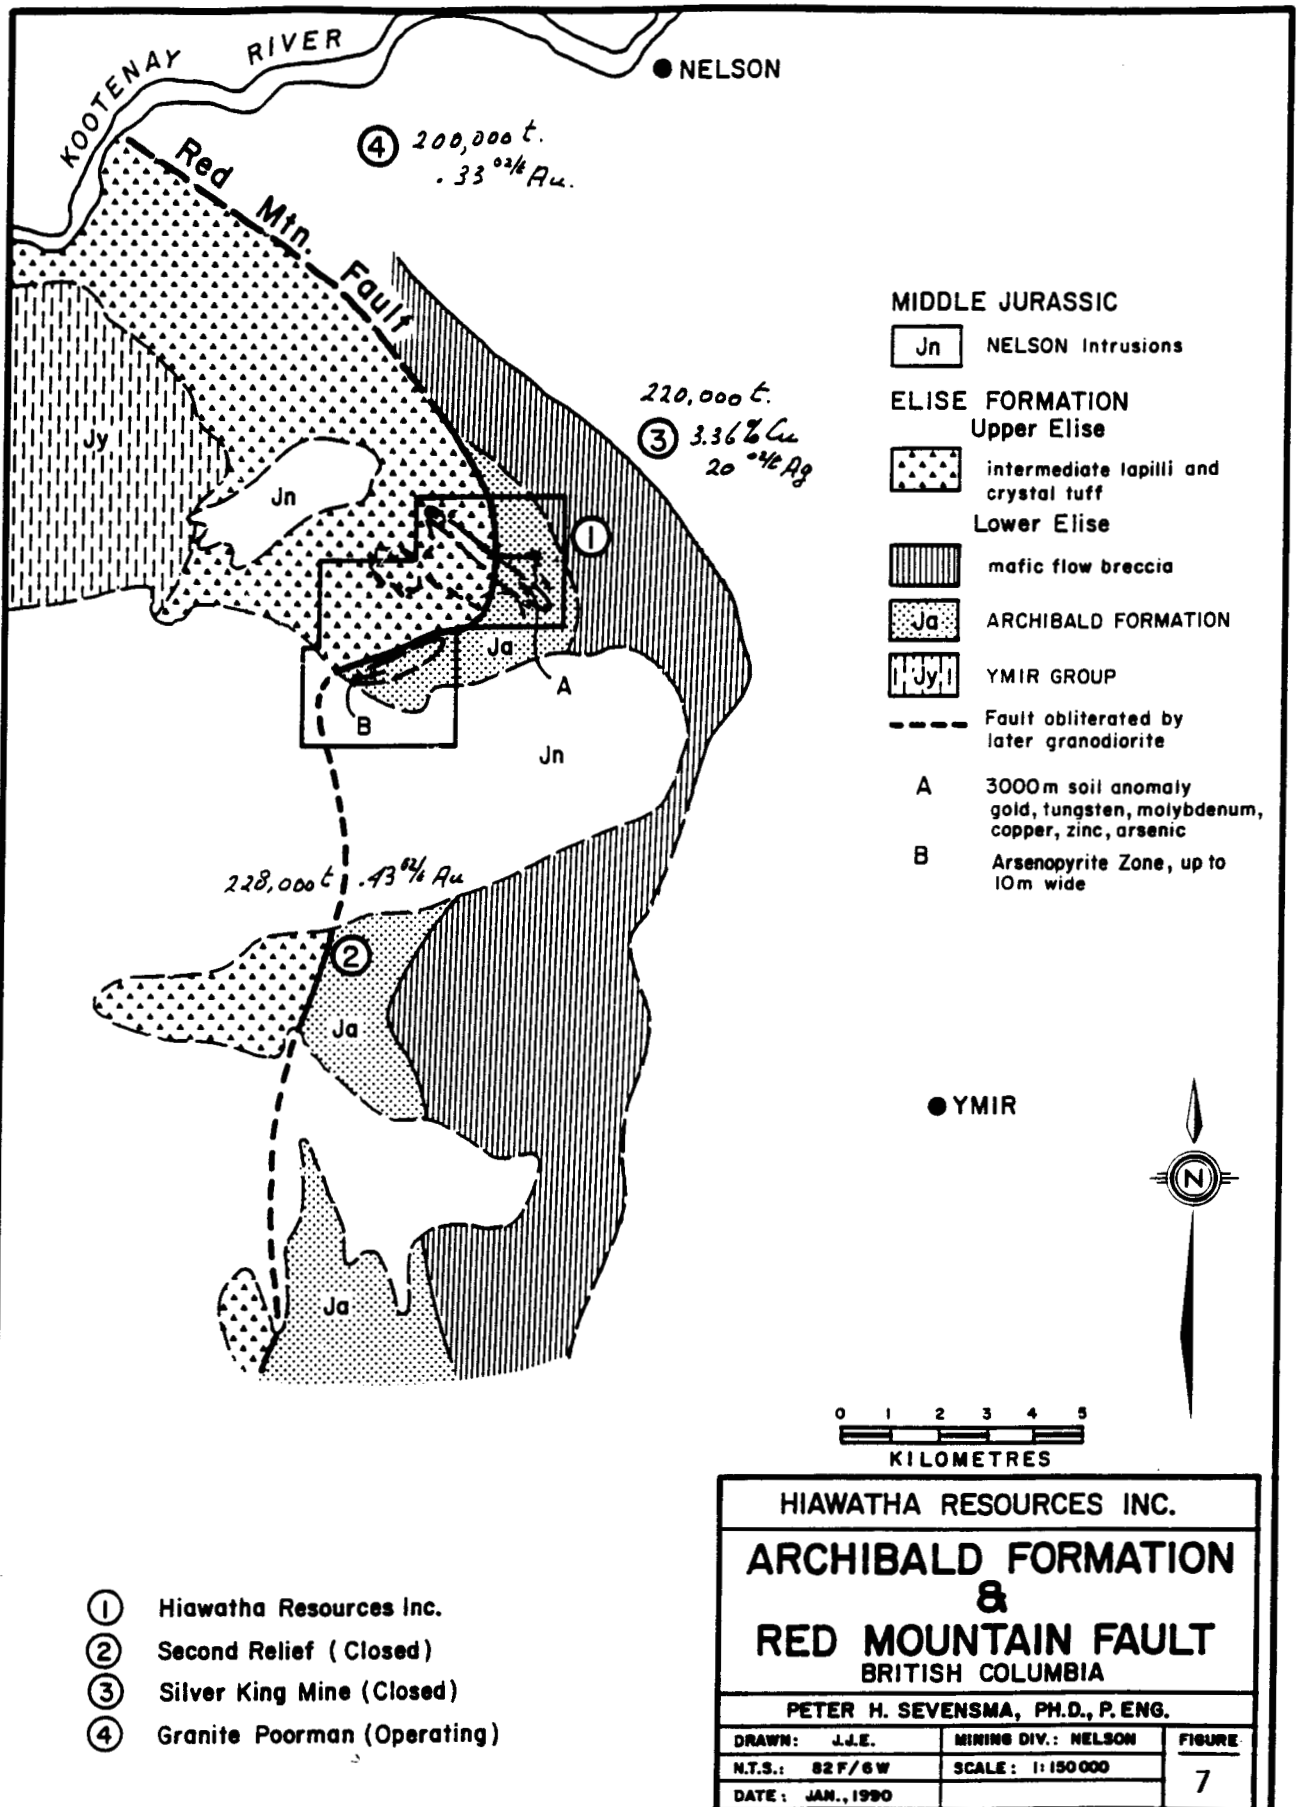 KOOTENAY RIVER
NELSON
④ 200,000 t.
.33 oz/t Au.
Red Mtn. Fault
220,000 t.
③ 3.36% Cu
20 oz/t Ag
Jy
Jn
①
Ja
A
B
Jn
228,000 t .43 oz/t Au
②
Ja
YMIR
Ja
MIDDLE JURASSIC
Jn NELSON Intrusions
ELISE FORMATION
Upper Elise
intermediate lapilli and
crystal tuff
Lower Elise
mafic flow breccia
Ja ARCHIBALD FORMATION
Jy YMIR GROUP
Fault obliterated by
later granodiorite
A 3000m soil anomaly
gold, tungsten, molybdenum,
copper, zinc, arsenic
B Arsenopyrite Zone, up to
10m wide
N
0 1 2 3 4 5
KILOMETRES
① Hiawatha Resources Inc.
② Second Relief (Closed)
③ Silver King Mine (Closed)
④ Granite Poorman (Operating)
HIAWATHA RESOURCES INC.
ARCHIBALD FORMATION
&
RED MOUNTAIN FAULT
BRITISH COLUMBIA
PETER H. SEVENSMA, PH.D., P. ENG.
DRAWN: J.J.E. MINING DIV.: NELSON FIGURE
N.T.S.: 82 F/6 W SCALE: 1:150000 7
DATE: JAN., 1990